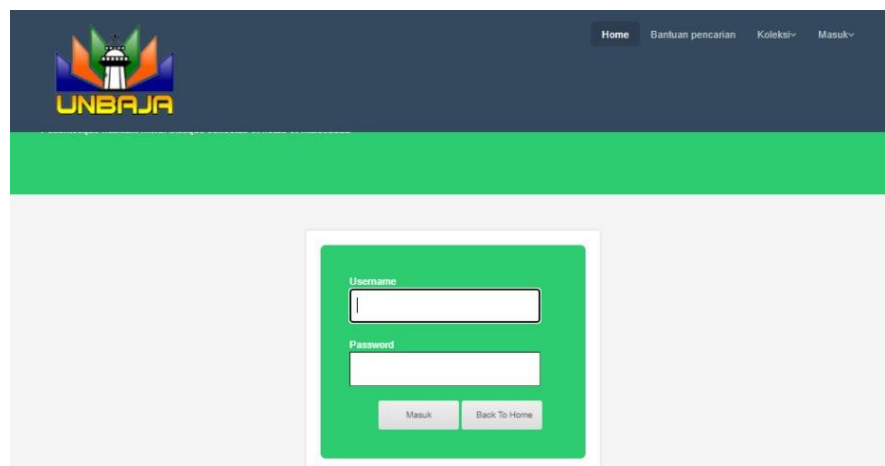 UNBAJA
Home Bantuan pencarian Koleksi Masuk
Username
Password
Masuk Back To Home